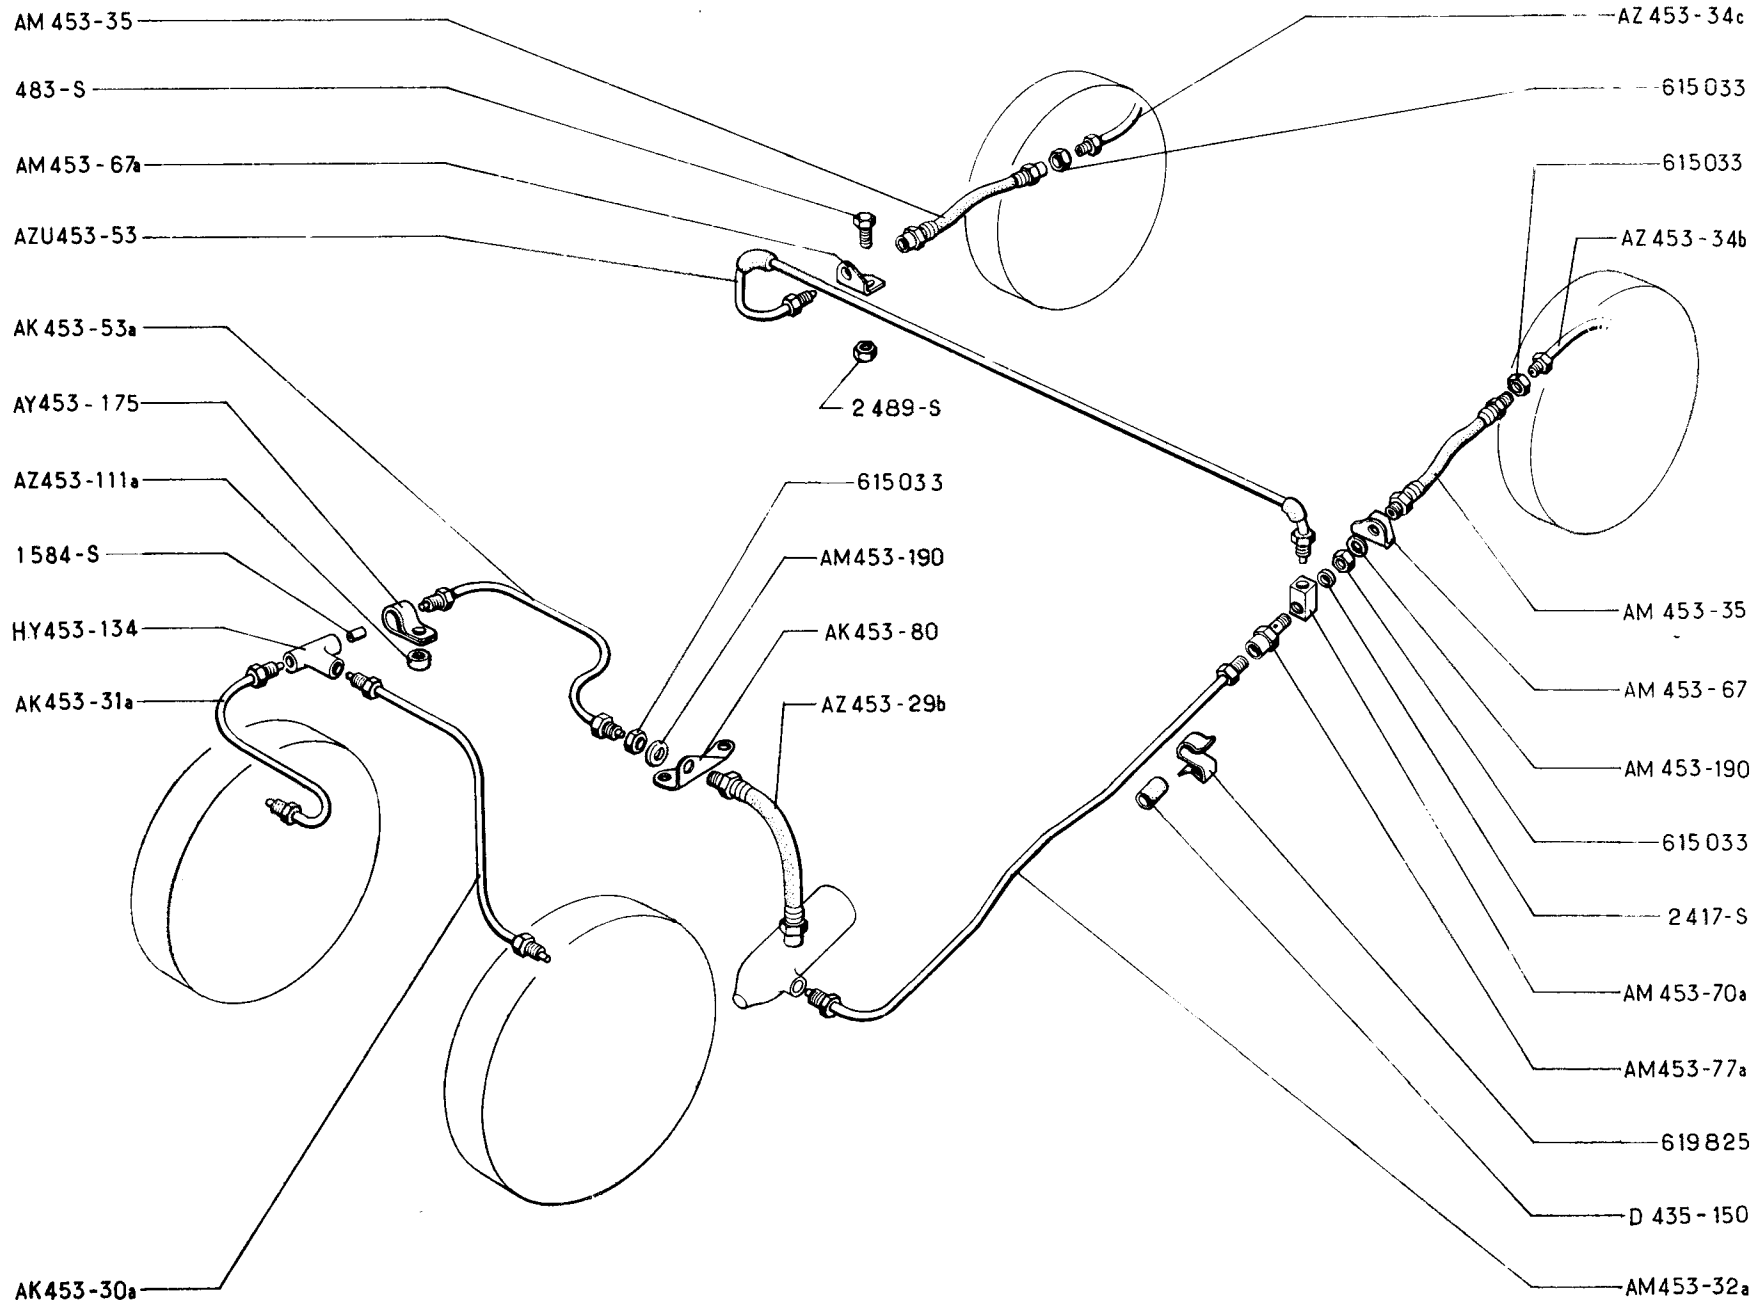 AM 453-35
483-S
AM 453-67a
AZU 453-53
AK 453-53a
AY 453-175
AZ 453-111a
1584-S
HY 453-134
AK 453-31a
AK 453-30a
2489-S
615033
AM 453-190
AK 453-80
AZ 453-29b
AZ 453-34c
615033
615033
AZ 453-34b
AM 453-35
AM 453-67
AM 453-190
615033
2417-S
AM 453-70a
AM 453-77a
619825
D 435-150
AM 453-32a